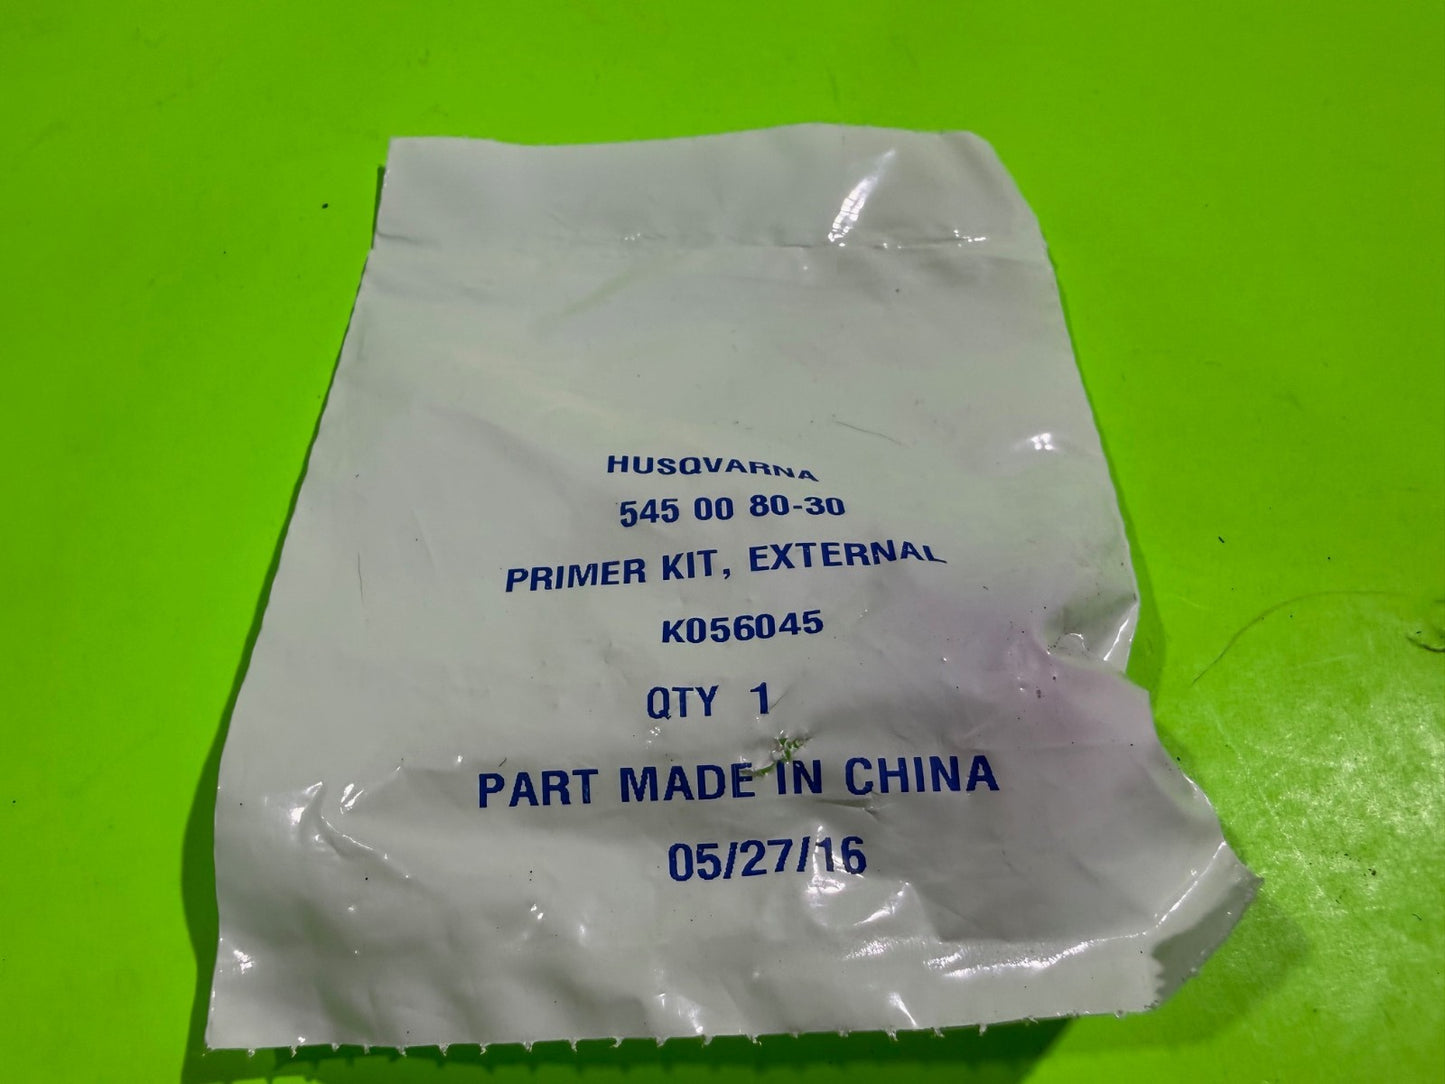 HUSQVARNA
545 00 80-30
PRIMER KIT, EXTERNAL
K056045
QTY 1
PART MADE IN CHINA
05/27/16